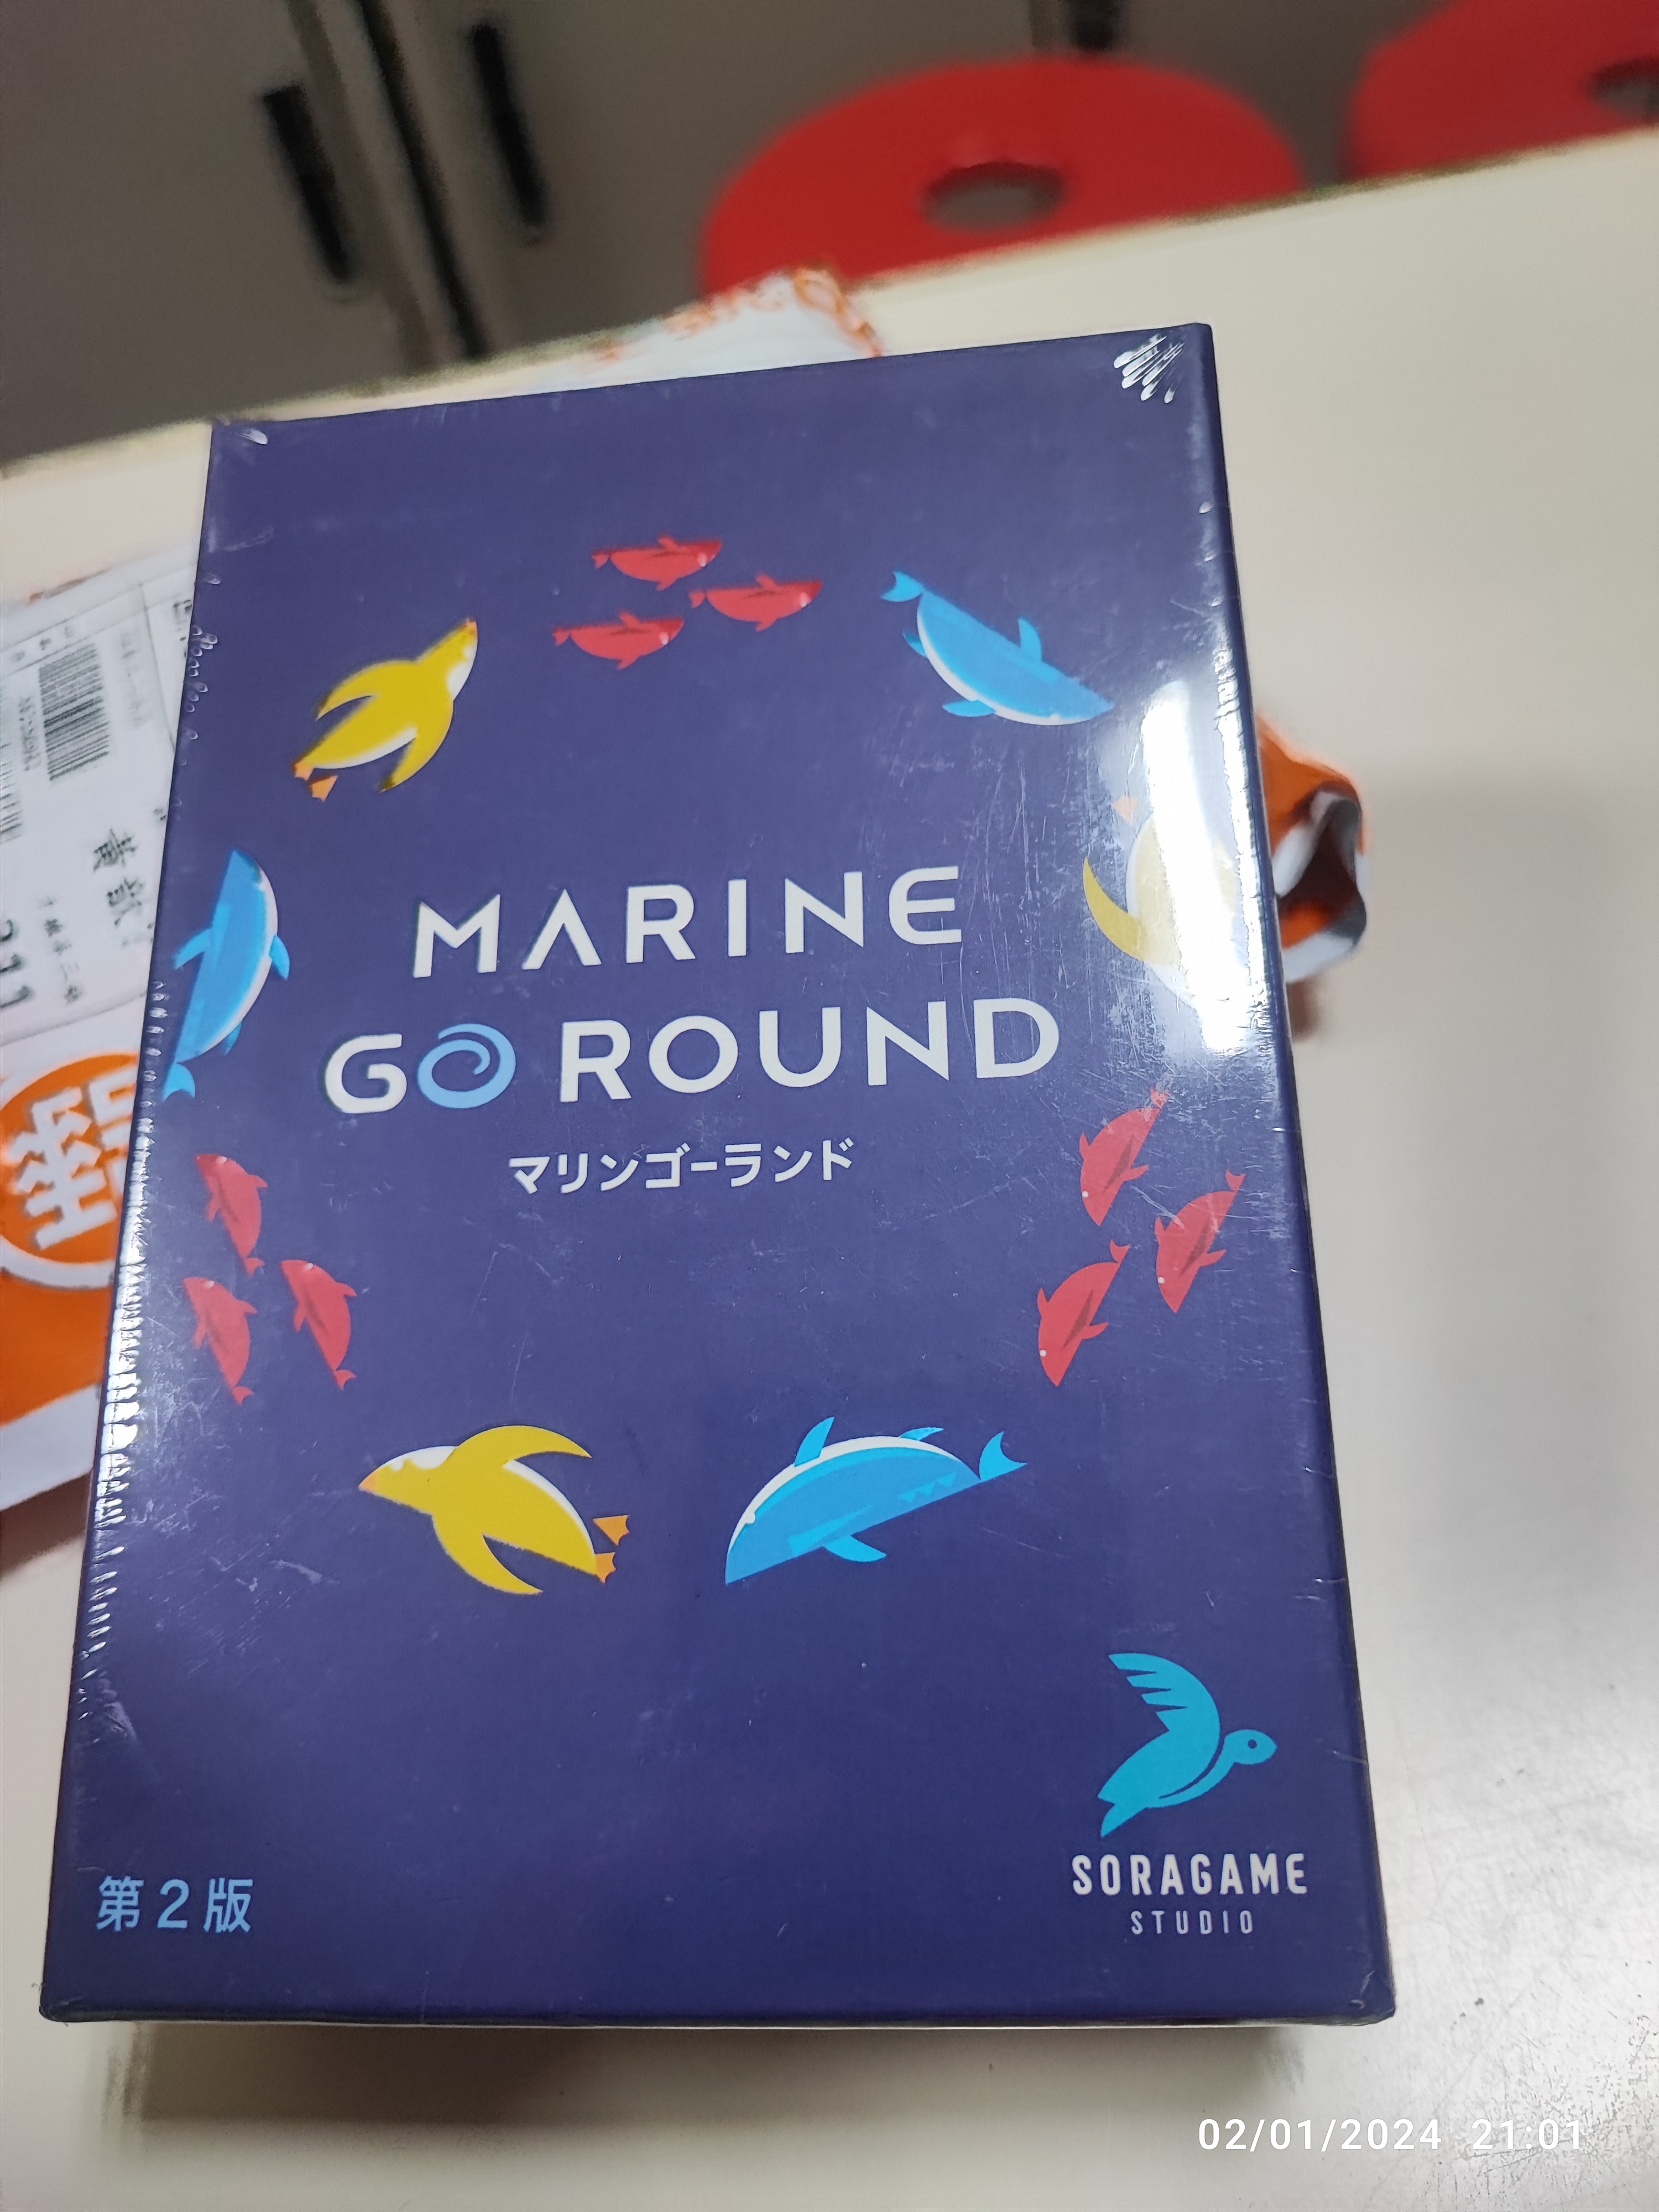 MARINE
GO ROUND
マリンゴーランド
第2版
SORAGAME
STUDIO
02/01/2024 21:01